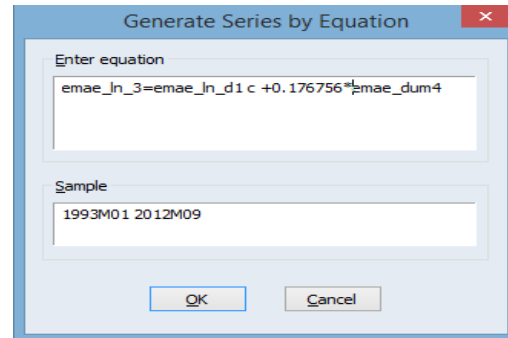 Generate Series by Equation
Enter equation
emae_ln_3=emae_ln_d1 c +0.176756*emae_dum4
Sample
1993M01 2012M09
OK
Cancel